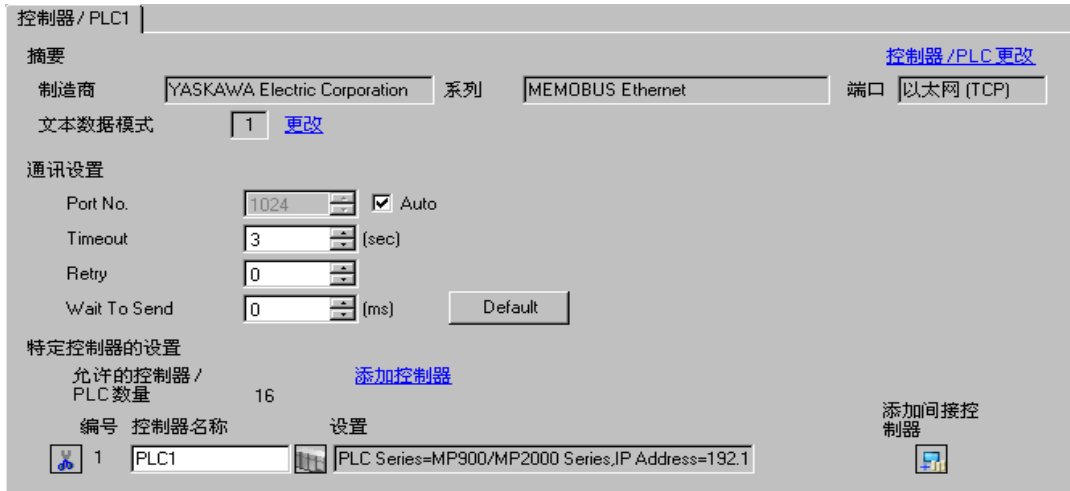 控制器/PLC1
摘要 控制器/PLC更改
制造商 YASKAWA Electric Corporation 系列 MEMOBUS Ethernet 端口 以太网 (TCP)
文本数据模式 1 更改
通讯设置
Port No. 1024 Auto
Timeout 3 (sec)
Retry 0
Wait To Send 0 (ms) Default
特定控制器的设置
允许的控制器/ 添加控制器
PLC数量 16
添加间接控
编号 控制器名称 设置 制器
1 PLC1 PLC Series=MP900/MP2000 Series,IP Address=192.1